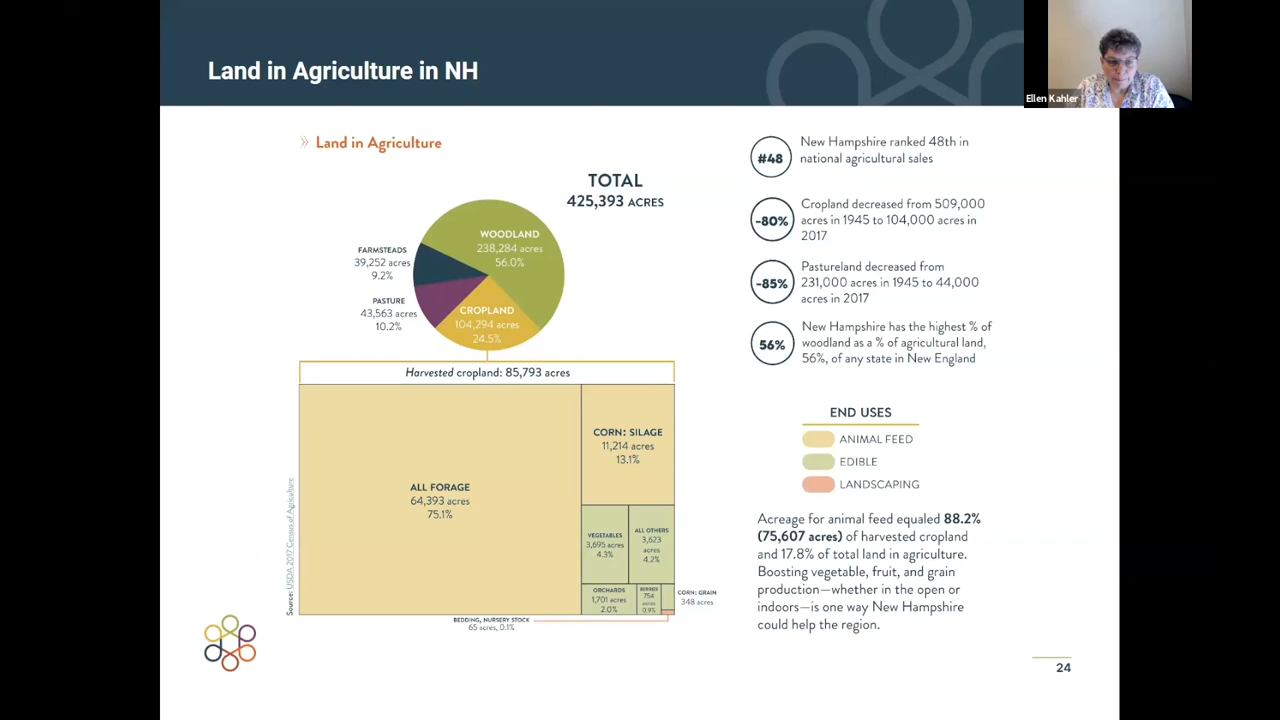 Land in Agriculture in NH
Ellen Kahler
Land in Agriculture
TOTAL
425,393 ACRES
WOODLAND
238,284 acres
56.0%
FARMSTEADS
39,252 acres
9.2%
PASTURE
43,563 acres
10.2%
CROPLAND
104,294 acres
24.5%
Harvested cropland: 85,793 acres
ALL FORAGE
64,393 acres
75.1%
CORN: SILAGE
11,214 acres
13.1%
VEGETABLES
3,695 acres
4.3%
ALL OTHERS
3,623
acres
4.2%
ORCHARDS
1,701 acres
2.0%
BERRIES
754
acres
0.9%
CORN: GRAIN
348 acres
BEDDING, NURSERY STOCK
65 acres, 0.1%
Source: USDA 2017 Census of Agriculture
#48
New Hampshire ranked 48th in
national agricultural sales
-80%
Cropland decreased from 509,000
acres in 1945 to 104,000 acres in
2017
-85%
Pastureland decreased from
231,000 acres in 1945 to 44,000
acres in 2017
56%
New Hampshire has the highest % of
woodland as a % of agricultural land,
56%, of any state in New England
END USES
ANIMAL FEED
EDIBLE
LANDSCAPING
Acreage for animal feed equaled 88.2%
(75,607 acres) of harvested cropland
and 17.8% of total land in agriculture.
Boosting vegetable, fruit, and grain
production—whether in the open or
indoors—is one way New Hampshire
could help the region.
24